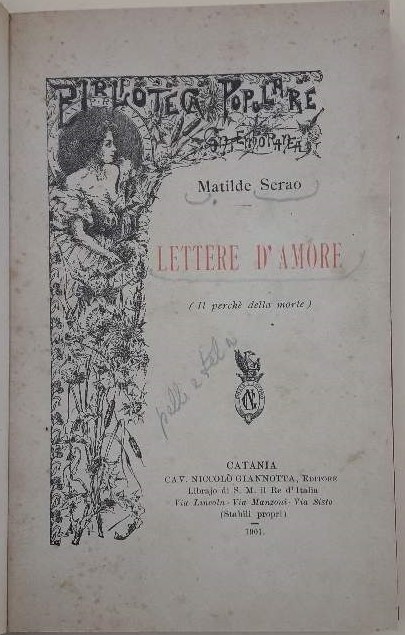 BIBLIOTECA POPOLARE
CONTEMPORANEA
Matilde Serao
LETTERE D'AMORE
(Il perchè della morte)
CATANIA
CAV. NICCOLÒ GIANNOTTA, EDITORE
Librajo di S. M. il Re d'Italia
Via Lincoln - Via Manzoni - Via Sisto
(Stabili propri)
1901.